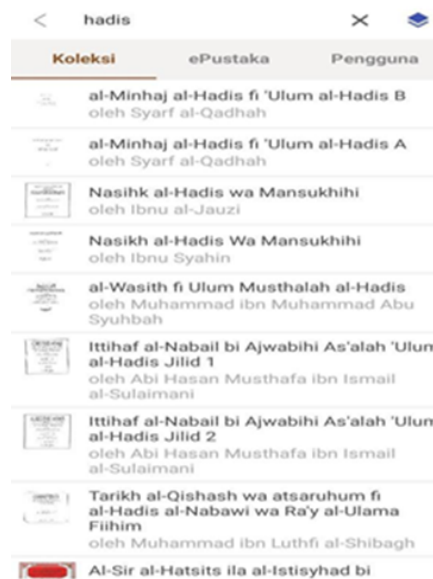 hadis
Koleksi ePustaka Pengguna
al-Minhaj al-Hadis fi 'Ulum al-Hadis B
oleh Syarf al-Qadhah
al-Minhaj al-Hadis fi 'Ulum al-Hadis A
oleh Syarf al-Qadhah
Nasihk al-Hadis wa Mansukhihi
oleh Ibnu al-Jauzi
Nasikh al-Hadis Wa Mansukhihi
oleh Ibnu Syahin
al-Wasith fi Ulum Musthalah al-Hadis
oleh Muhammad ibn Muhammad Abu
Syuhbah
Ittihaf al-Nabail bi Ajwabihi As'alah 'Ulum
al-Hadis Jilid 1
oleh Abi Hasan Musthafa ibn Ismail
al-Sulaimani
Ittihaf al-Nabail bi Ajwabihi As'alah 'Ulum
al-Hadis Jilid 2
oleh Abi Hasan Musthafa ibn Ismail
al-Sulaimani
Tarikh al-Qishash wa atsaruhum fi
al-Hadis al-Nabawi wa Ra'y al-Ulama
Fiihim
oleh Muhammad ibn Luthfi al-Shibagh
Al-Sir al-Hatsits ila al-Istisyhad bi